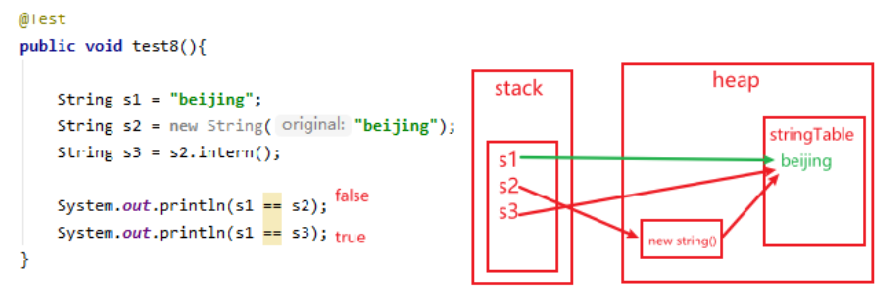 @Test
public void test8(){
String s1 = "beijing";
String s2 = new String( original: "beijing");
String s3 = s2.intern();
System.out.println(s1 == s2); false
System.out.println(s1 == s3); true
}
stack
s1
s2
s3
heap
stringTable
beijing
new string()